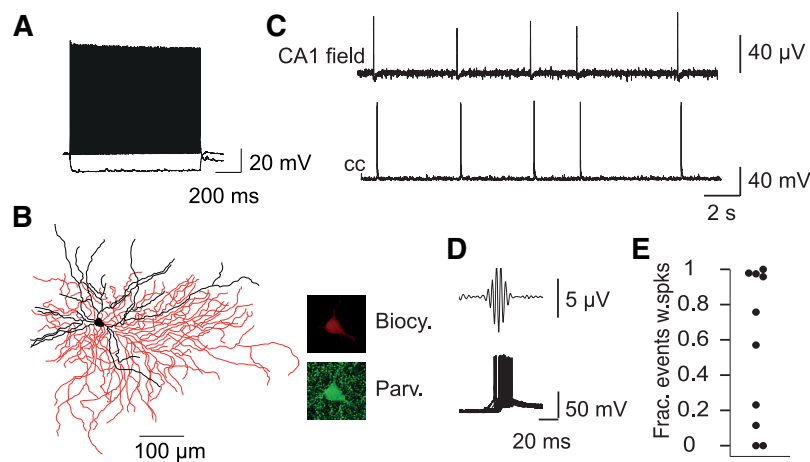 A
20 mV
200 ms
B
100 µm
Biocy.
Parv.
C
CA1 field
40 µV
cc
40 mV
2 s
D
5 µV
50 mV
20 ms
E
Frac. events w.spks
1
0.8
0.6
0.4
0.2
0